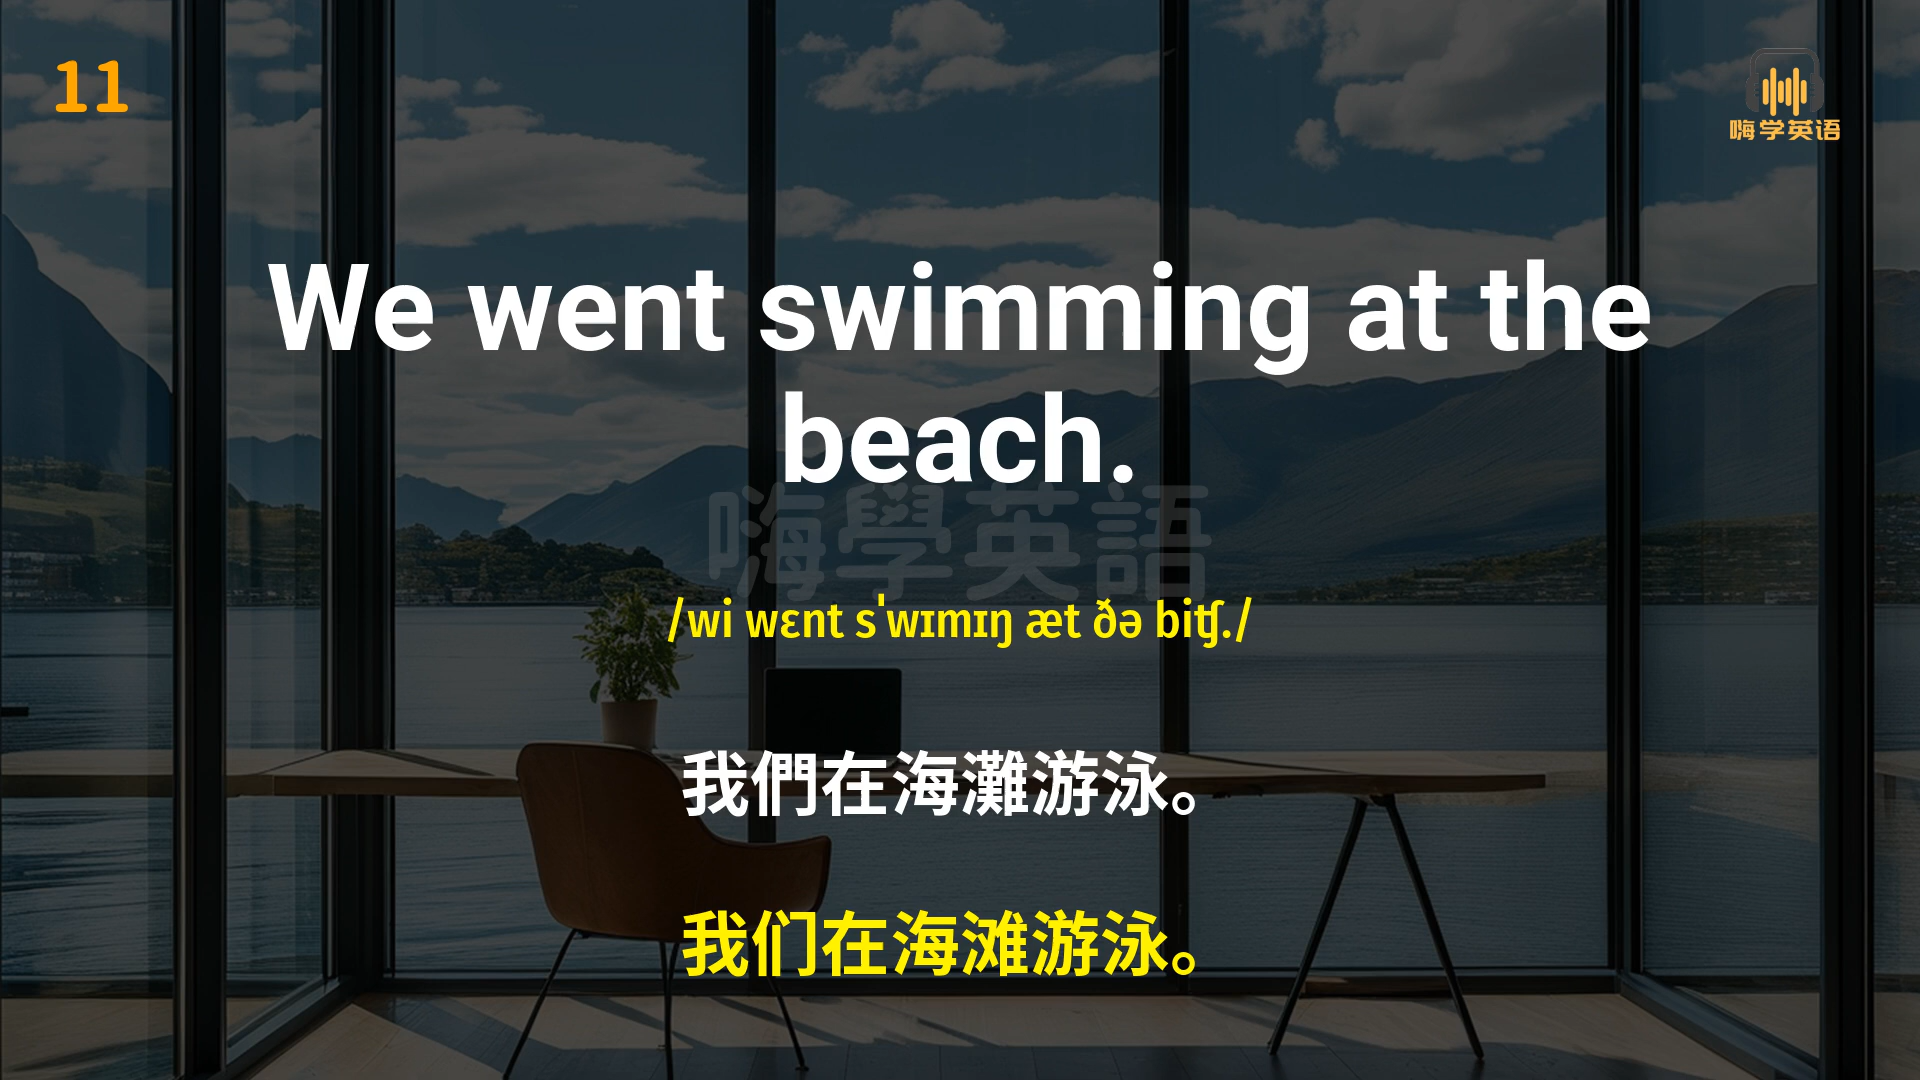 11
嗨学英语
We went swimming at the
beach.
嗨學英語
/wi wɛnt sˈwɪmɪŋ æt ðə biʧ./
我們在海灘游泳。
我们在海滩游泳。